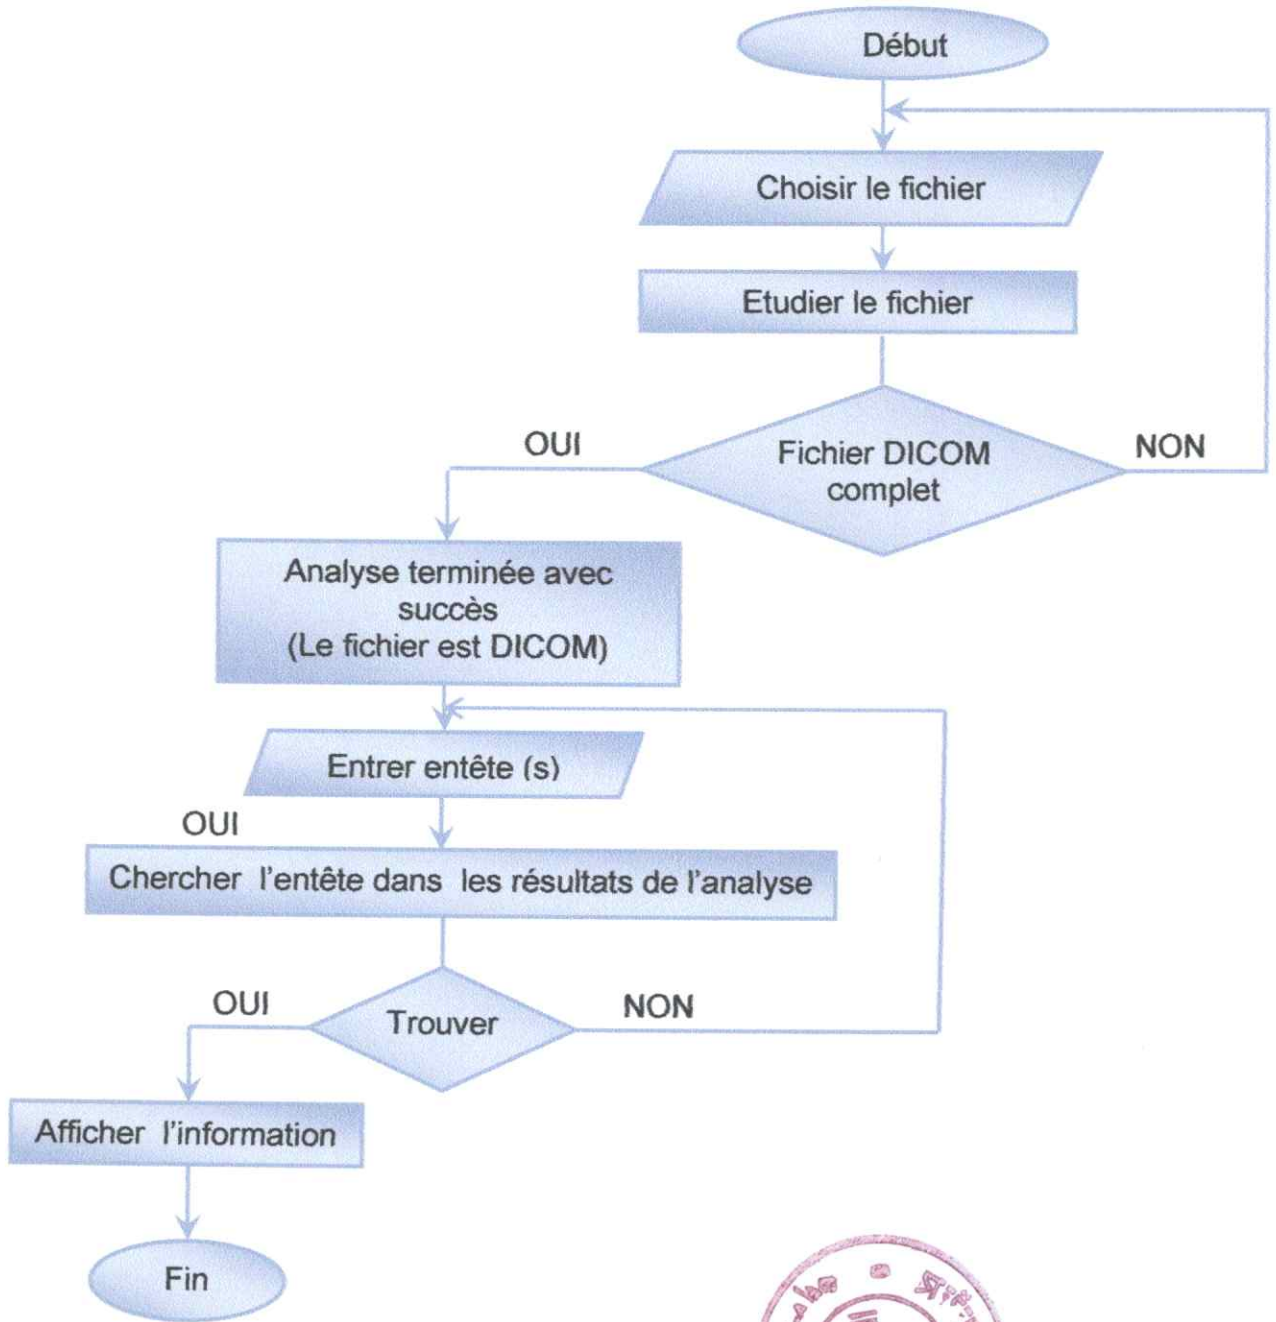 Début
Choisir le fichier
Etudier le fichier
OUI
Fichier DICOM
complet
NON
Analyse terminée avec
succès
(Le fichier est DICOM)
Entrer entête (s)
OUI
Chercher l'entête dans les résultats de l'analyse
OUI
Trouver
NON
Afficher l'information
Fin